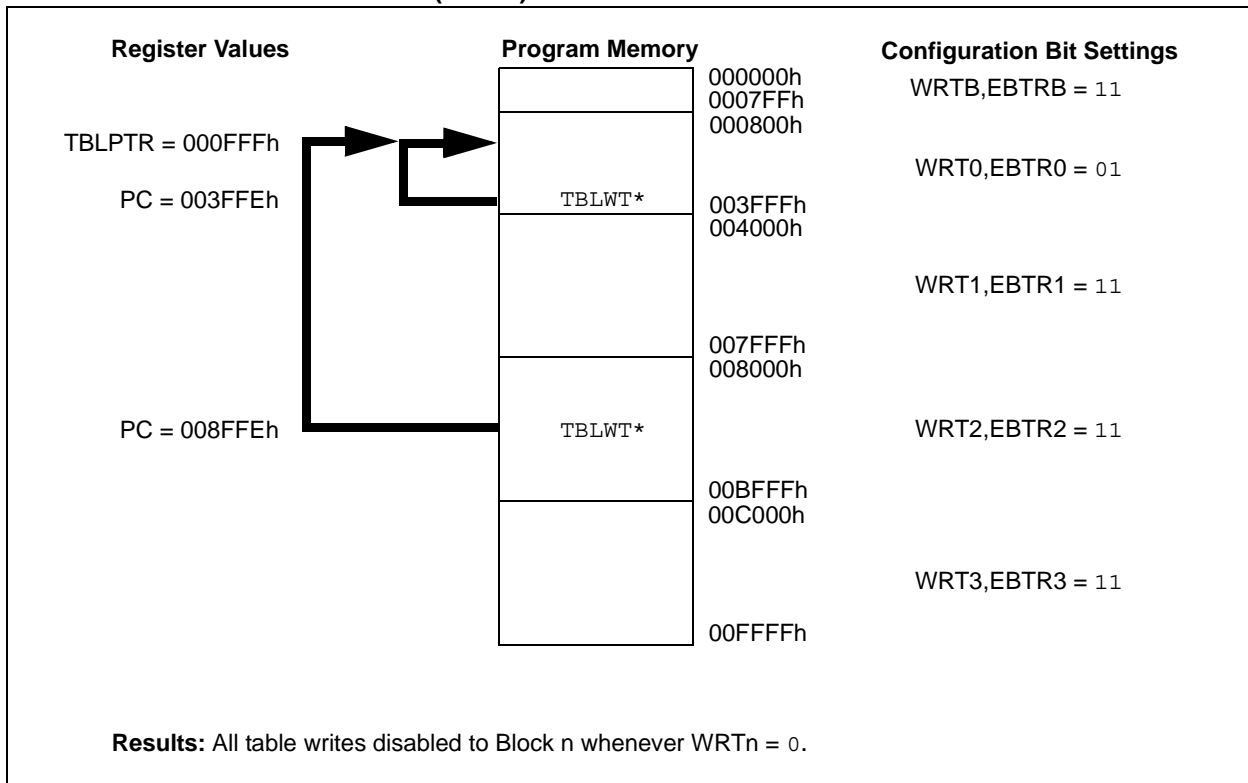 Register Values
Program Memory
Configuration Bit Settings
000000h
WRTB,EBTRB = 11
0007FFh
000800h
TBLPTR = 000FFFh
WRT0,EBTR0 = 01
PC = 003FFEh
TBLWT*
003FFFh
004000h
WRT1,EBTR1 = 11
007FFFh
008000h
PC = 008FFEh
TBLWT*
WRT2,EBTR2 = 11
00BFFFh
00C000h
WRT3,EBTR3 = 11
00FFFFh
Results: All table writes disabled to Block n whenever WRTn = 0.